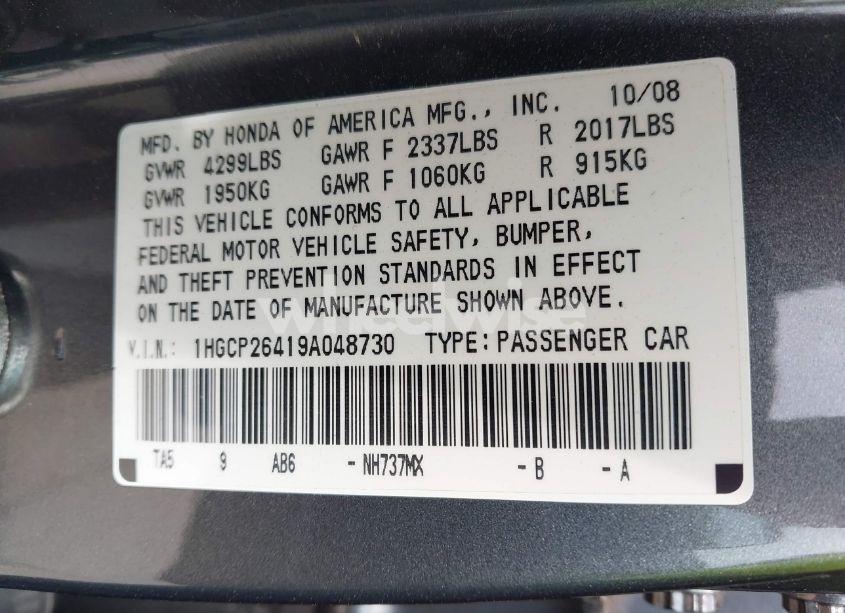 MFD. BY HONDA OF AMERICA MFG., INC. 10/08
GVWR 4299LBS GAWR F 2337LBS R 2017LBS
GVWR 1950KG GAWR F 1060KG R 915KG
THIS VEHICLE CONFORMS TO ALL APPLICABLE
FEDERAL MOTOR VEHICLE SAFETY, BUMPER,
AND THEFT PREVENTION STANDARDS IN EFFECT
ON THE DATE OF MANUFACTURE SHOWN ABOVE.
wheelwise
V.I.N.: 1HGCP26419A048730 TYPE: PASSENGER CAR
TA5 9 AB6 - NH737MX - B - A